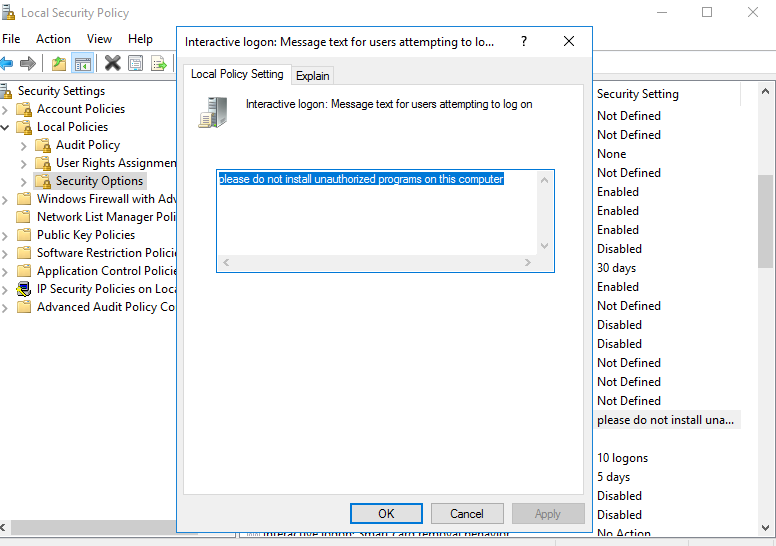 Local Security Policy
File Action View Help
Interactive logon: Message text for users attempting to lo...
?
Local Policy Setting
Explain
Interactive logon: Message text for users attempting to log on
please do not install unauthorized programs on this computer
OK
Cancel
Apply
Security Settings
Account Policies
Local Policies
Audit Policy
User Rights Assignmen
Security Options
Windows Firewall with Adv
Network List Manager Poli
Public Key Policies
Software Restriction Policie
Application Control Policie
IP Security Policies on Loca
Advanced Audit Policy Co
Security Setting
Not Defined
Not Defined
None
Not Defined
Enabled
Enabled
Enabled
Disabled
30 days
Enabled
Not Defined
Disabled
Disabled
Not Defined
Not Defined
Not Defined
please do not install una...
10 logons
5 days
Disabled
Disabled
No Action
Interactive logon: Smart card removal behavior